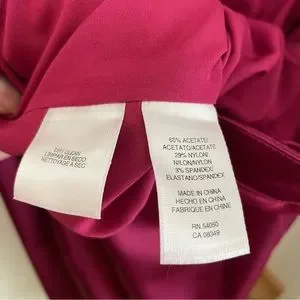 DRY CLEAN
LIMPIAR EN SECO
NETTOYAGE A SEC
68% ACETATE/
ACETATO/ACETATE
29% NYLON/
NILON/NYLON
3% SPANDEX/
ELASTANO/SPANDEX
MADE IN CHINA
HECHO EN CHINA
FABRIQUE EN CHINE
RN 54050
CA 08349